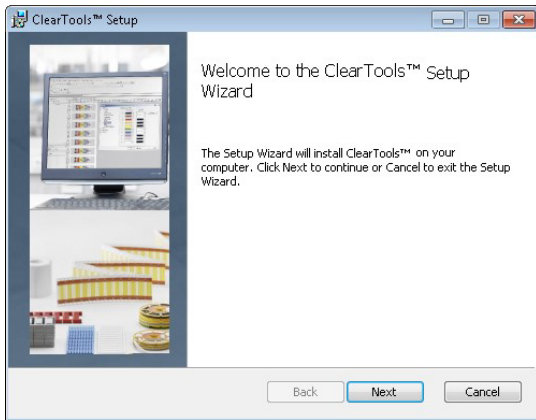 ClearTools™ Setup
Welcome to the ClearTools™ Setup
Wizard
The Setup Wizard will install ClearTools™ on your
computer. Click Next to continue or Cancel to exit the Setup
Wizard.
Back Next Cancel